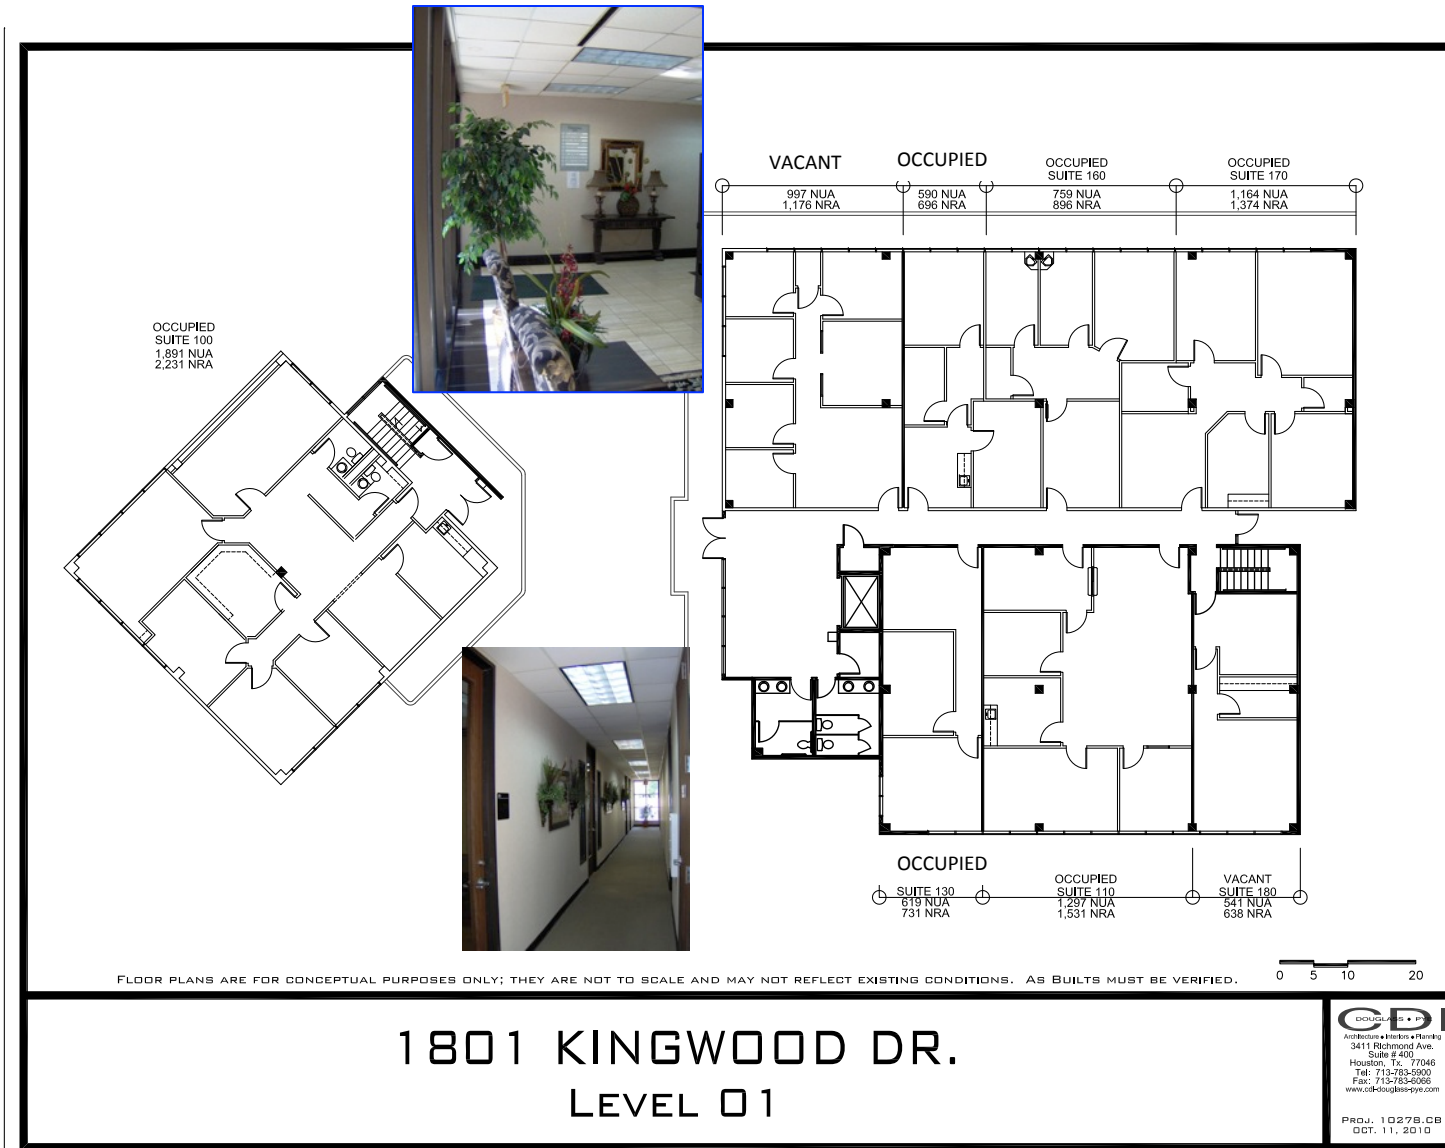 VACANT
997 NUA
1,176 NRA
OCCUPIED
590 NUA
696 NRA
OCCUPIED
SUITE 160
759 NUA
896 NRA
OCCUPIED
SUITE 170
1,164 NUA
1,374 NRA
OCCUPIED
SUITE 100
1,891 NUA
2,231 NRA
OCCUPIED
SUITE 130
619 NUA
731 NRA
OCCUPIED
SUITE 110
1,297 NUA
1,531 NRA
VACANT
SUITE 180
541 NUA
638 NRA
0 5 10 20
FLOOR PLANS ARE FOR CONCEPTUAL PURPOSES ONLY; THEY ARE NOT TO SCALE AND MAY NOT REFLECT EXISTING CONDITIONS. AS BUILTS MUST BE VERIFIED.
1801 KINGWOOD DR.
LEVEL 01
CDI
DOUGLASS • PYE
Architecture • Interiors • Planning
3411 Richmond Ave.
Suite # 400
Houston, Tx. 77046
Tel: 713-783-5900
Fax: 713-783-6066
www.cdi-douglass-pye.com
PROJ. 10278.CB
OCT. 11, 2010